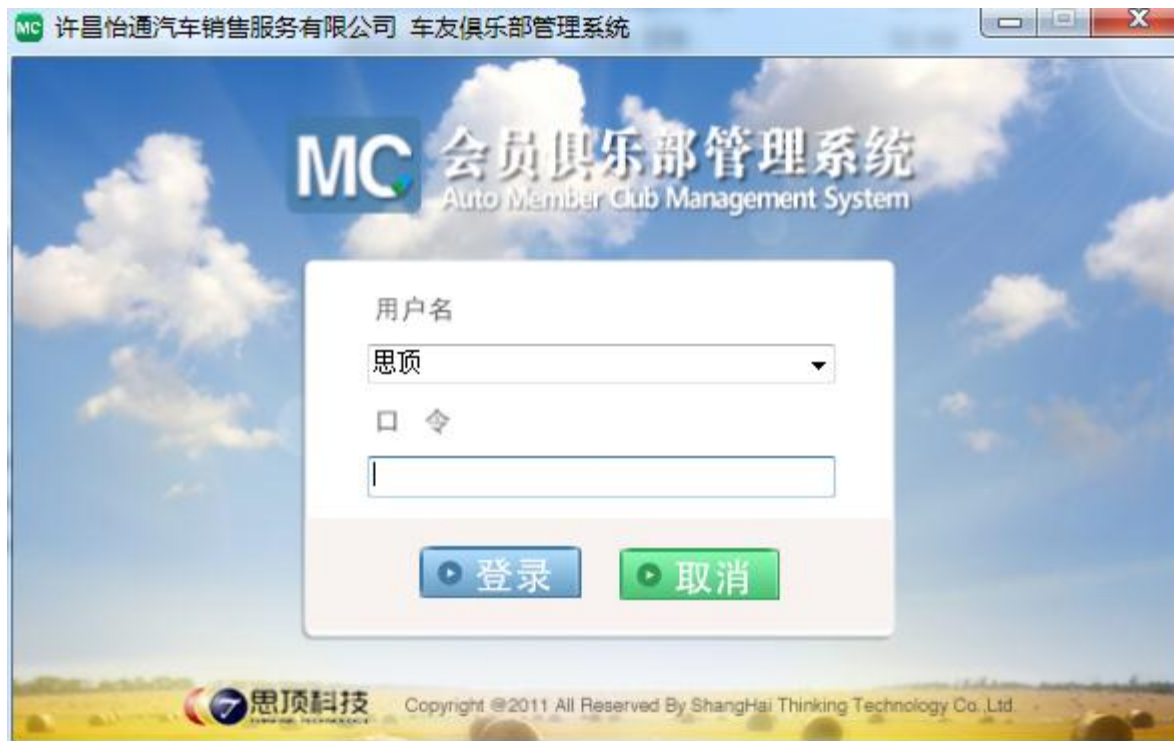 MC 许昌怡通汽车销售服务有限公司 车友俱乐部管理系统
MC 会员俱乐部管理系统
Auto Member Club Management System
用户名
思顶
口 令
登录 取消
思顶科技 Copyright @2011 All Reserved By ShangHai Thinking Technology Co.,Ltd